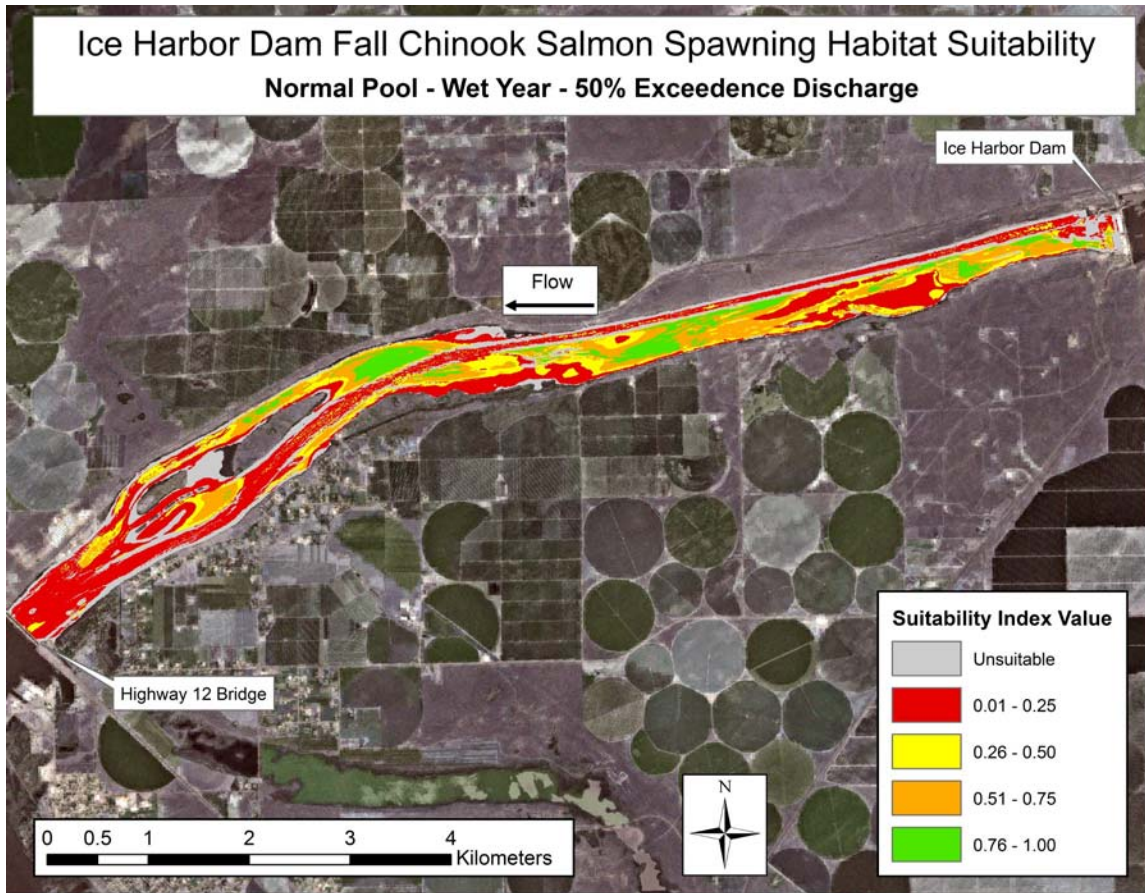 Ice Harbor Dam Fall Chinook Salmon Spawning Habitat Suitability
Normal Pool - Wet Year - 50% Exceedence Discharge
Ice Harbor Dam
Flow
Highway 12 Bridge
Suitability Index Value
Unsuitable
0.01 - 0.25
0.26 - 0.50
0.51 - 0.75
0.76 - 1.00
N
0 0.5 1 2 3 4
Kilometers